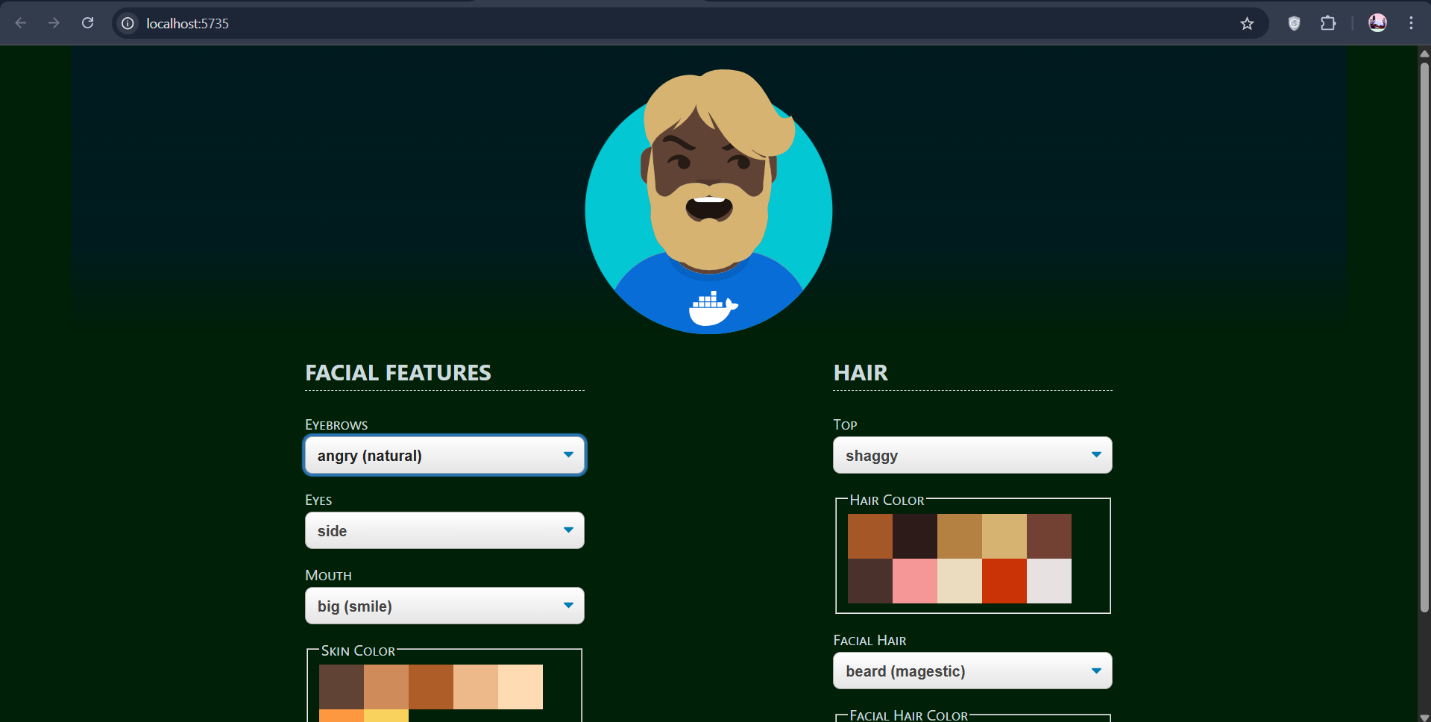 localhost:5735
FACIAL FEATURES
Eyebrows
angry (natural)
Eyes
side
Mouth
big (smile)
Skin Color
HAIR
Top
shaggy
Hair Color
Facial Hair
beard (magestic)
Facial Hair Color